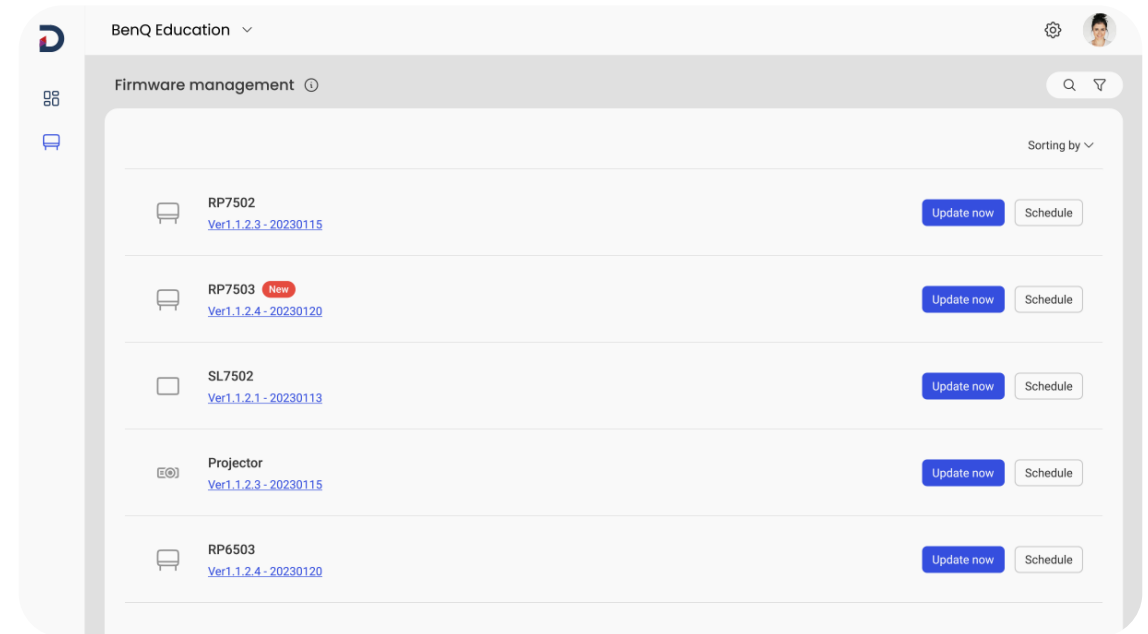 BenQ Education
Firmware management
Sorting by
RP7502
Ver1.1.2.3 - 20230115
Update now
Schedule
RP7503 New
Ver1.1.2.4 - 20230120
Update now
Schedule
SL7502
Ver1.1.2.1 - 20230113
Update now
Schedule
Projector
Ver1.1.2.3 - 20230115
Update now
Schedule
RP6503
Ver1.1.2.4 - 20230120
Update now
Schedule